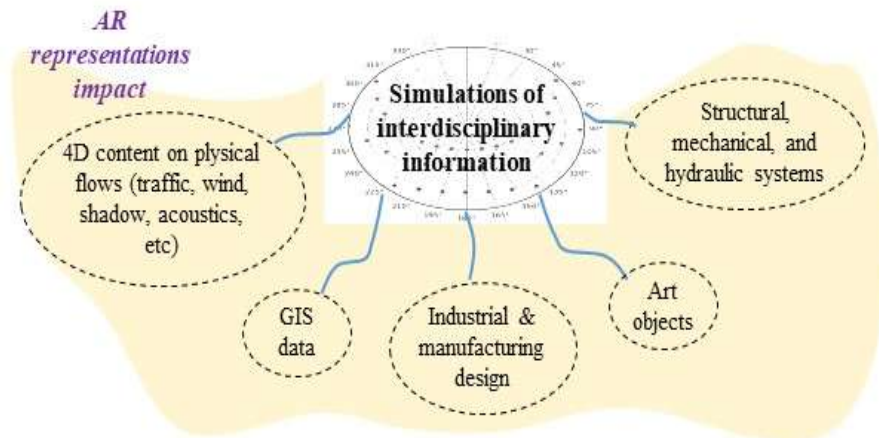 AR
representations
impact
Simulations of
interdisciplinary
information
4D content on plysical
flows (traffic, wind,
shadow, acoustics,
etc)
Structural,
mechanical, and
hydraulic systems
GIS
data
Industrial &
manufacturing
design
Art
objects